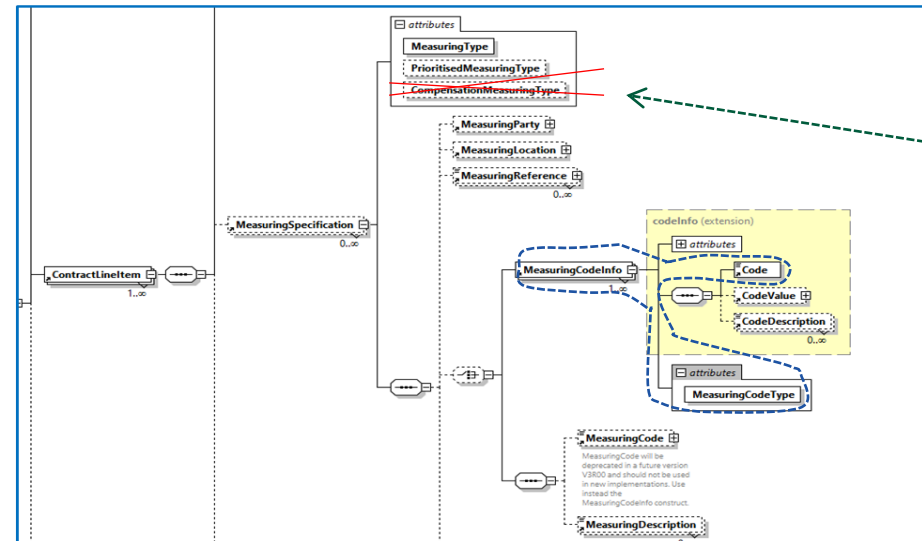 attributes
MeasuringType
PrioritisedMeasuringType
CompensationMeasuringType
MeasuringParty
MeasuringLocation
MeasuringReference
0..∞
MeasuringSpecification
0..∞
codeInfo (extension)
attributes
ContractLineItem
1..∞
MeasuringCodeInfo
1..∞
Code
CodeValue
CodeDescription
0..∞
attributes
MeasuringCodeType
MeasuringCode
MeasuringCode will be
deprecated in a future version
V3R00 and should not be used
in new implementations. Use
instead the
MeasuringCodeInfo construct.
MeasuringDescription